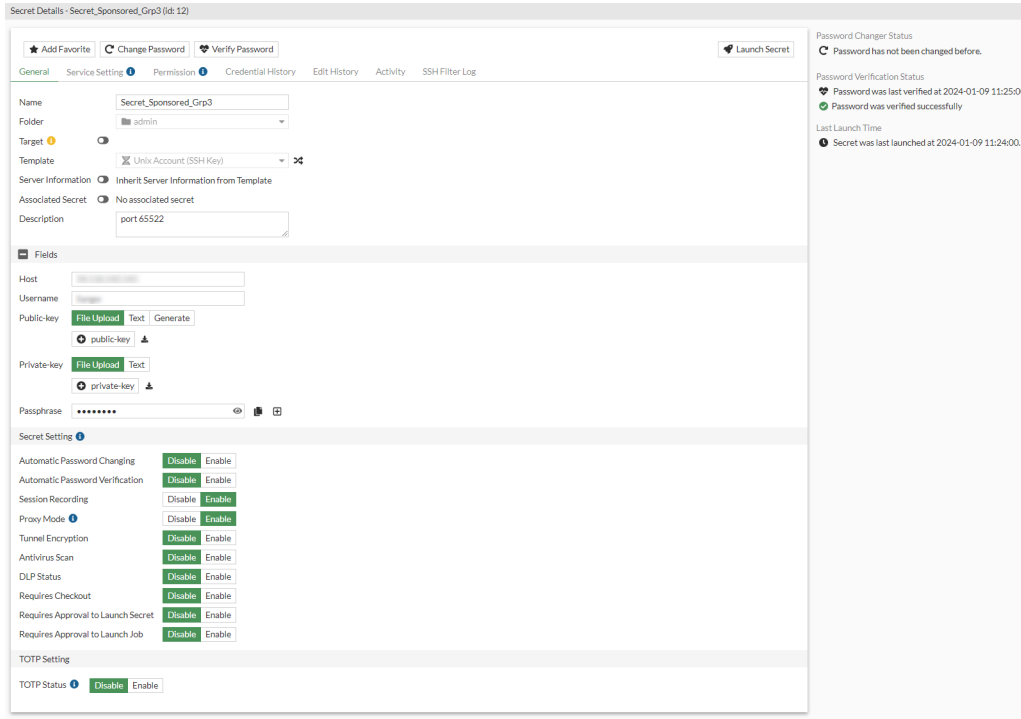 Secret Details - Secret_Sponsored_Grp3 (id: 12)
Add Favorite Change Password Verify Password Launch Secret
General Service Setting Permission Credential History Edit History Activity SSH Filter Log
Name Secret_Sponsored_Grp3
Folder admin
Target
Template Unix Account (SSH Key)
Server Information Inherit Server Information from Template
Associated Secret No associated secret
Description port 65522
Fields
Host
Username
Public-key File Upload Text Generate
public-key
Private-key File Upload Text
private-key
Passphrase ••••••••
Secret Setting
Automatic Password Changing Disable Enable
Automatic Password Verification Disable Enable
Session Recording Disable Enable
Proxy Mode Disable Enable
Tunnel Encryption Disable Enable
Antivirus Scan Disable Enable
DLP Status Disable Enable
Requires Checkout Disable Enable
Requires Approval to Launch Secret Disable Enable
Requires Approval to Launch Job Disable Enable
TOTP Setting
TOTP Status Disable Enable
Password Changer Status
Password has not been changed before.
Password Verification Status
Password was last verified at 2024-01-09 11:25:0
Password was verified successfully
Last Launch Time
Secret was last launched at 2024-01-09 11:24:00.